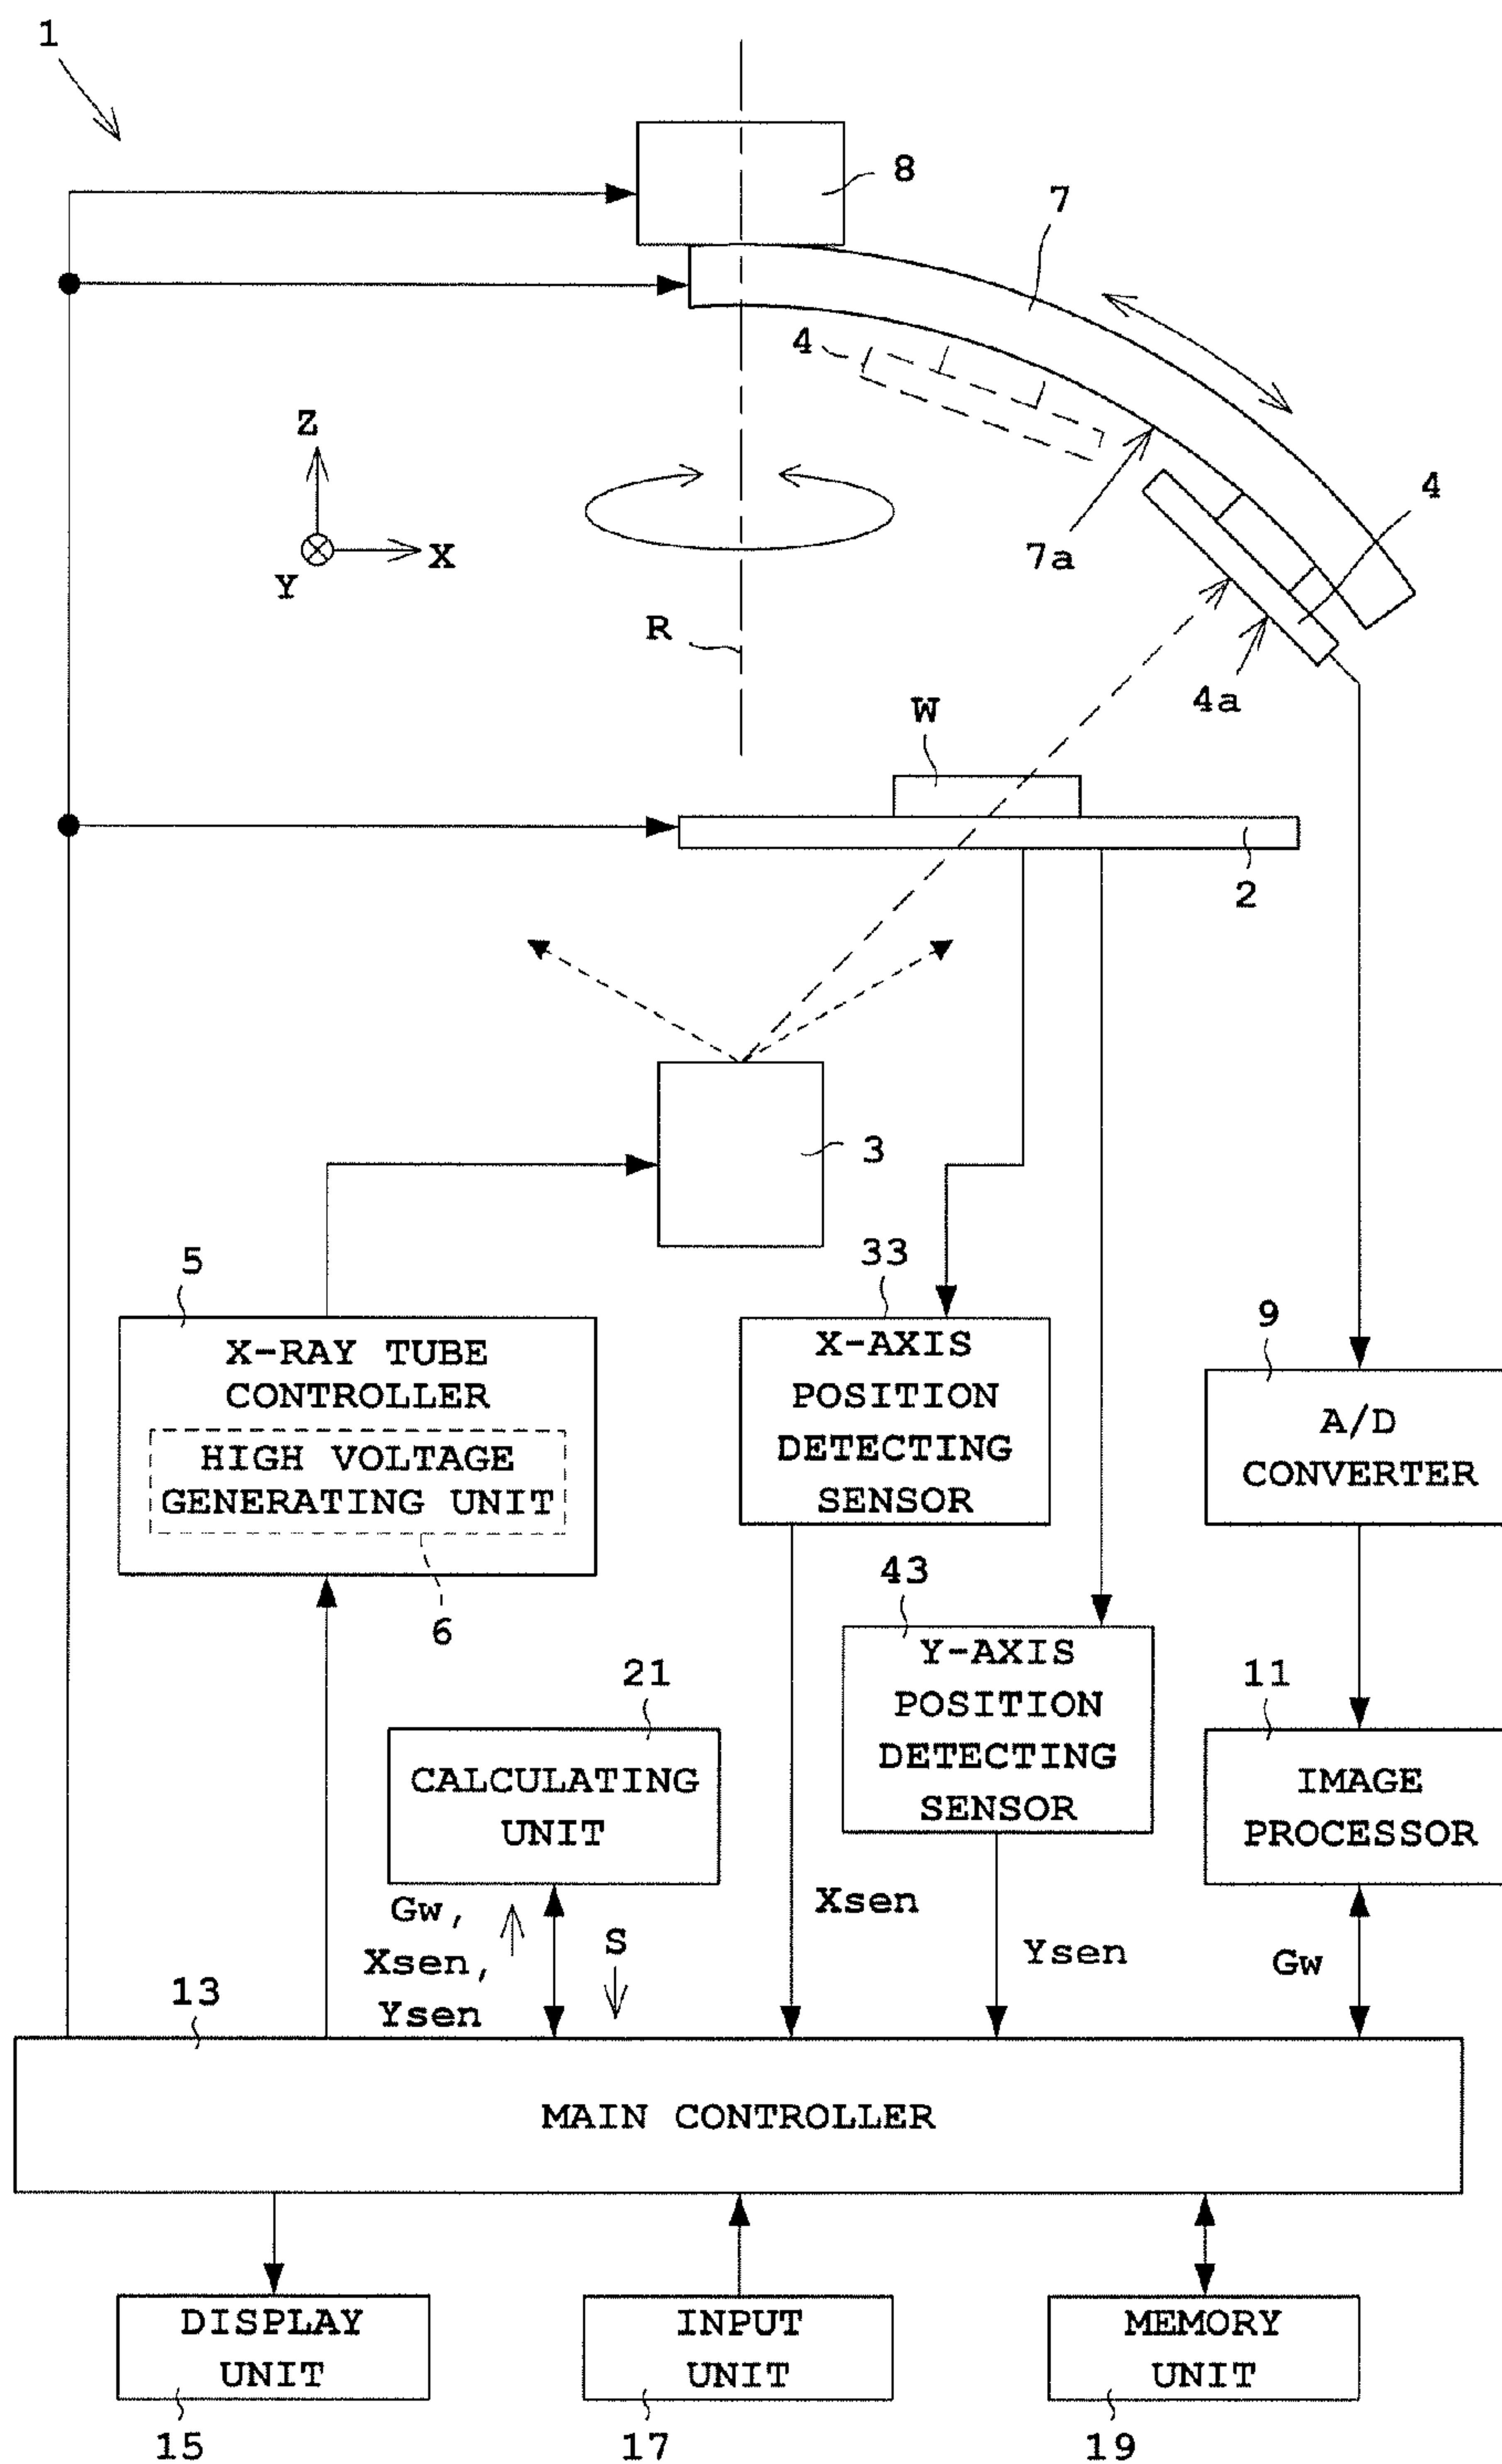 1
8
7
4
Z
4
X
7a
Y
R
4a
W
2
3
33
5
9
X-RAY TUBE
CONTROLLER
X-AXIS
POSITION
DETECTING
SENSOR
A/D
CONVERTER
HIGH VOLTAGE
GENERATING UNIT
43
6
Y-AXIS
POSITION
DETECTING
SENSOR
21
11
CALCULATING
UNIT
IMAGE
PROCESSOR
Gw,
Xsen,
Ysen
S
Xsen
Ysen
Gw
13
MAIN CONTROLLER
DISPLAY
UNIT
INPUT
UNIT
MEMORY
UNIT
15
17
19